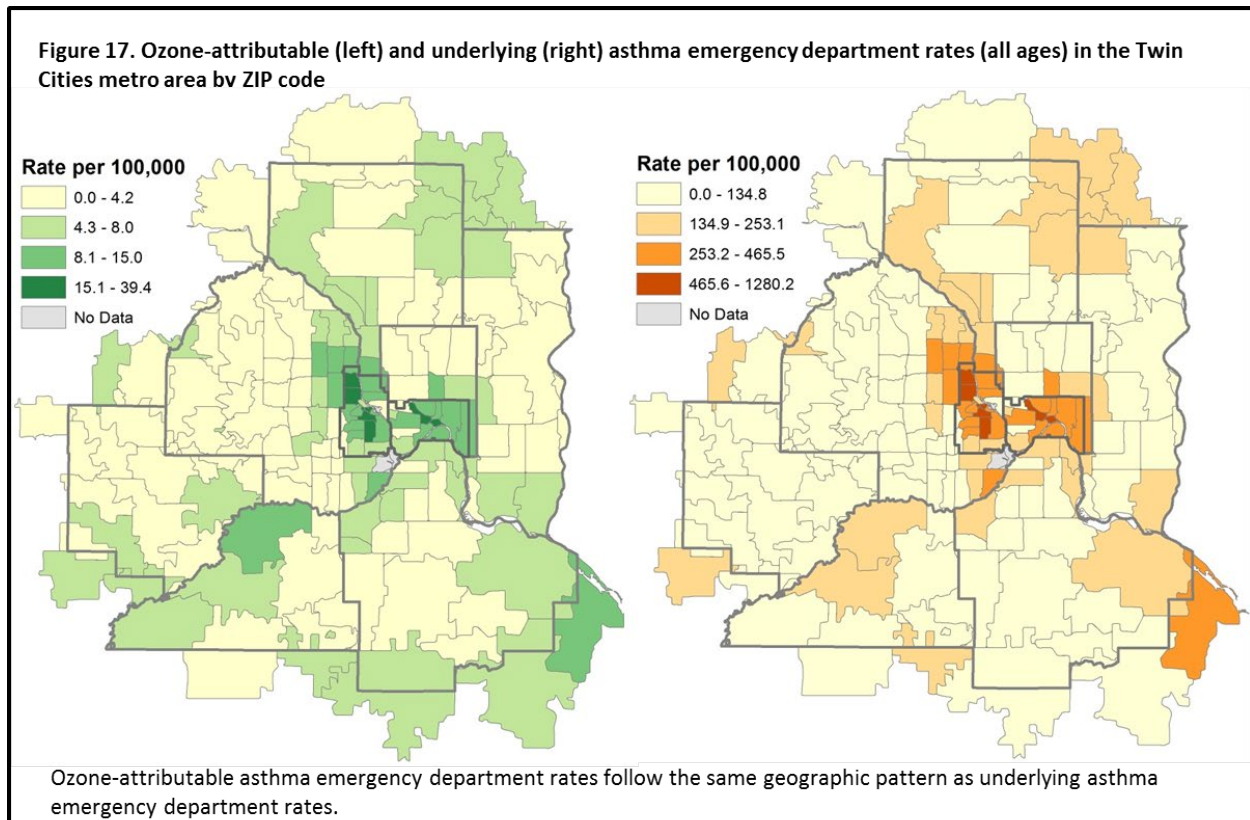 Figure 17. Ozone-attributable (left) and underlying (right) asthma emergency department rates (all ages) in the Twin
Cities metro area by ZIP code
Rate per 100,000
0.0 - 4.2
4.3 - 8.0
8.1 - 15.0
15.1 - 39.4
No Data
Rate per 100,000
0.0 - 134.8
134.9 - 253.1
253.2 - 465.5
465.6 - 1280.2
No Data
Ozone-attributable asthma emergency department rates follow the same geographic pattern as underlying asthma
emergency department rates.